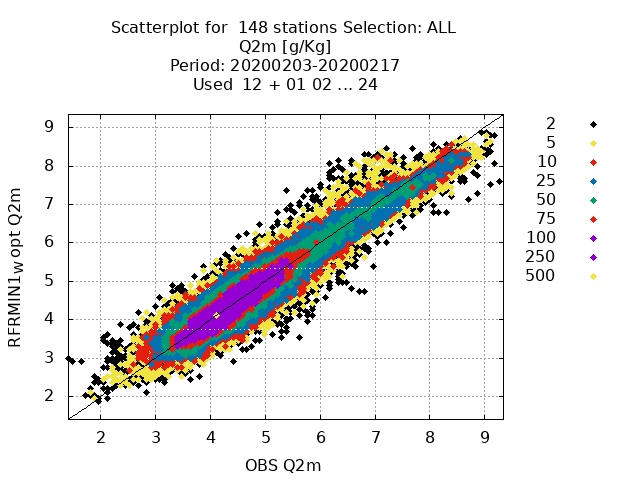 Scatterplot for  148 stations Selection: ALL
Q2m [g/Kg]
Period: 20200203-20200217
Used  12 + 01 02 ... 24
RFRMIN1w opt Q2m
9
8
7
6
5
4
3
2
2 3 4 5 6 7 8 9
OBS Q2m
2
5
10
25
50
75
100
250
500